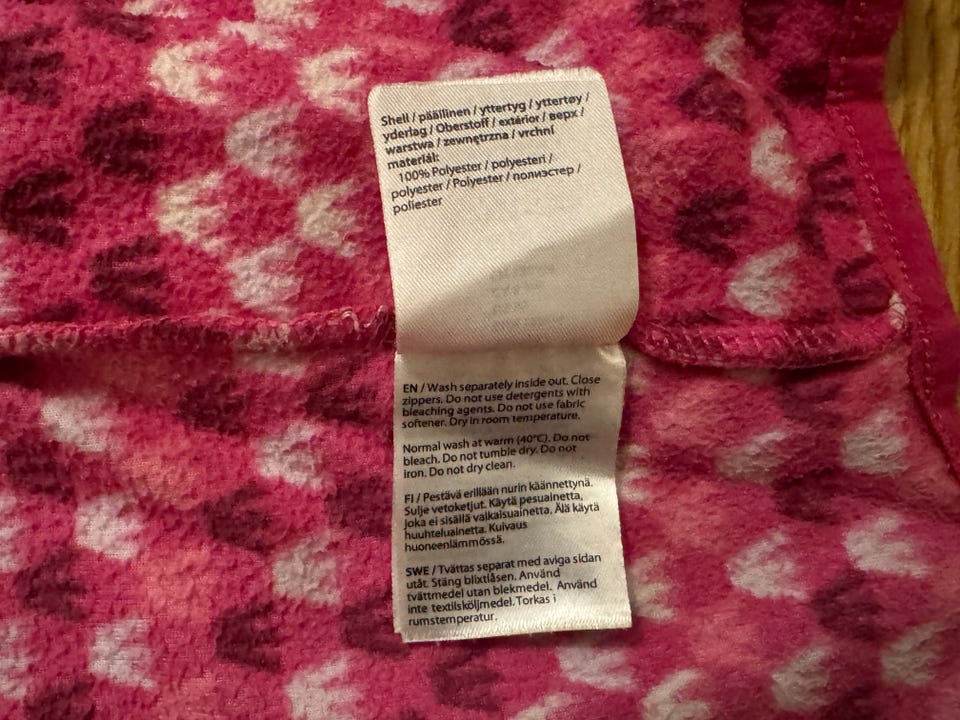 Shell / päällinen / yttertyg / yttertøy /
yderlag / Oberstoff / extérior / верх /
warstwa / zewnętrzna / vrchní
materiál:
100% Polyester / polyesteri /
polyester / Polyester / полиэстер /
poliester
EN / Wash separately inside out. Close
zippers. Do not use detergents with
bleaching agents. Do not use fabric
softener. Dry in room temperature.
Normal wash at warm (40°C). Do not
bleach. Do not tumble dry. Do not
iron. Do not dry clean.
FI / Pestävä erillään nurin käännettynä.
Sulje vetoketjut. Käytä pesuainetta,
joka ei sisällä valkaisuainetta. Älä käytä
huuhteluainetta. Kuivaus
huoneenlämmössä.
SWE / Tvättas separat med aviga sidan
utåt. Stäng blixtlåsen. Använd
tvättmedel utan blekmedel. Använd
inte textilsköljmedel. Torkas i
rumstemperatur.